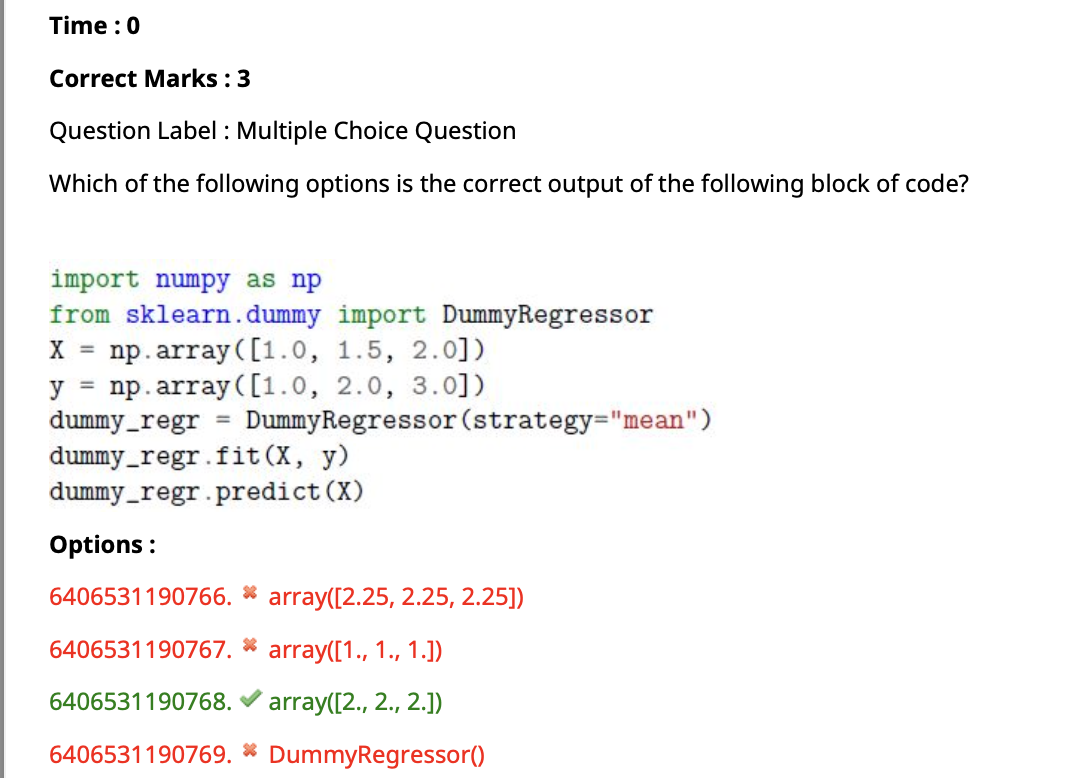 Time : 0
Correct Marks : 3
Question Label : Multiple Choice Question
Which of the following options is the correct output of the following block of code?
import numpy as np
from sklearn.dummy import DummyRegressor
X = np.array([1.0, 1.5, 2.0])
y = np.array([1.0, 2.0, 3.0])
dummy_regr = DummyRegressor(strategy="mean")
dummy_regr.fit(X, y)
dummy_regr.predict(X)
Options :
6406531190766. ✖ array([2.25, 2.25, 2.25])
6406531190767. ✖ array([1., 1., 1.])
6406531190768. ✔ array([2., 2., 2.])
6406531190769. ✖ DummyRegressor()